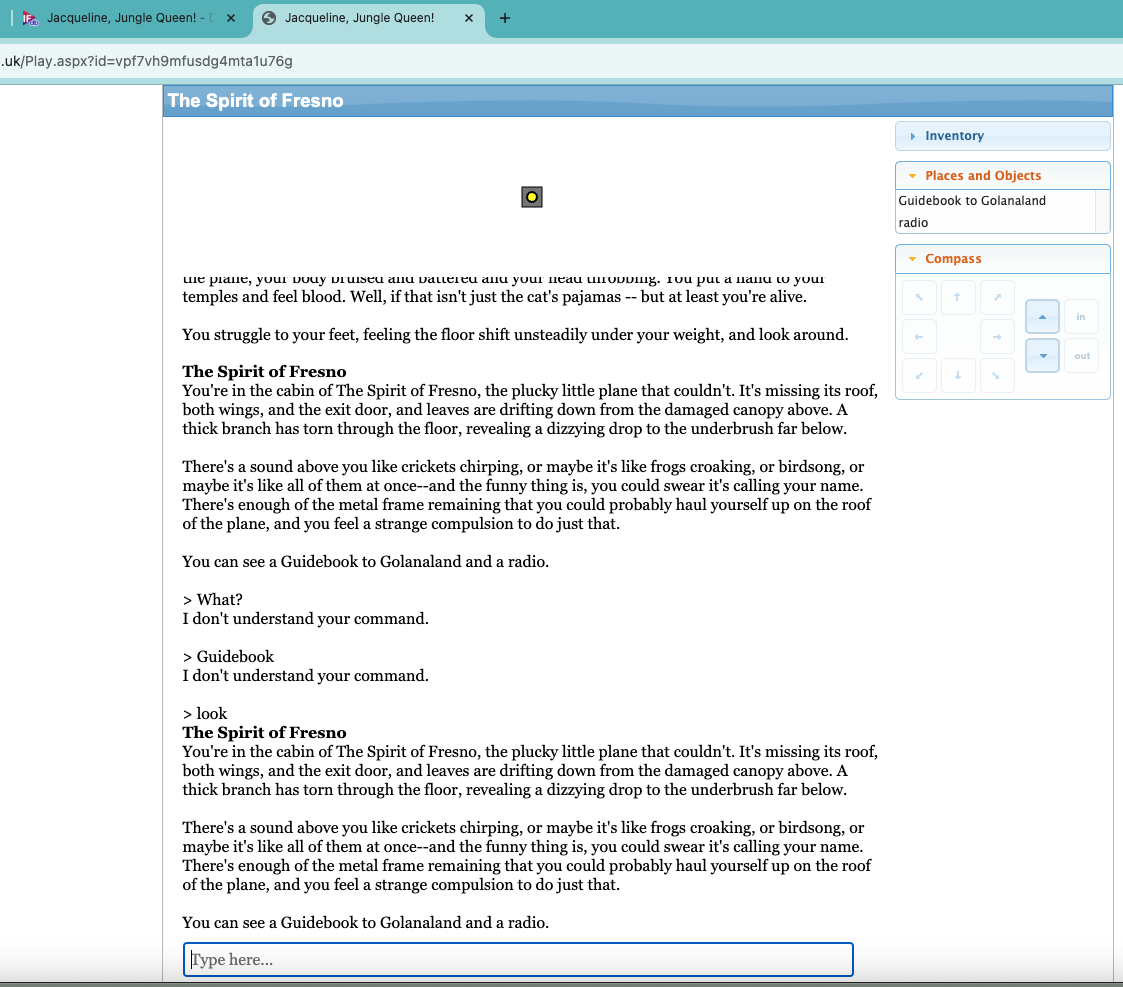 Jacqueline, Jungle Queen! -
Jacqueline, Jungle Queen!
.uk/Play.aspx?id=vpf7vh9mfusdg4mta1u76g
The Spirit of Fresno
Inventory
Places and Objects
Guidebook to Golanaland
radio
Compass
in
out
the plane, your body bruised and battered and your head throbbing. You put a hand to your
temples and feel blood. Well, if that isn't just the cat's pajamas -- but at least you're alive.
You struggle to your feet, feeling the floor shift unsteadily under your weight, and look around.
The Spirit of Fresno
You're in the cabin of The Spirit of Fresno, the plucky little plane that couldn't. It's missing its roof,
both wings, and the exit door, and leaves are drifting down from the damaged canopy above. A
thick branch has torn through the floor, revealing a dizzying drop to the underbrush far below.
There's a sound above you like crickets chirping, or maybe it's like frogs croaking, or birdsong, or
maybe it's like all of them at once--and the funny thing is, you could swear it's calling your name.
There's enough of the metal frame remaining that you could probably haul yourself up on the roof
of the plane, and you feel a strange compulsion to do just that.
You can see a Guidebook to Golanaland and a radio.
> What?
I don't understand your command.
> Guidebook
I don't understand your command.
> look
The Spirit of Fresno
You're in the cabin of The Spirit of Fresno, the plucky little plane that couldn't. It's missing its roof,
both wings, and the exit door, and leaves are drifting down from the damaged canopy above. A
thick branch has torn through the floor, revealing a dizzying drop to the underbrush far below.
There's a sound above you like crickets chirping, or maybe it's like frogs croaking, or birdsong, or
maybe it's like all of them at once--and the funny thing is, you could swear it's calling your name.
There's enough of the metal frame remaining that you could probably haul yourself up on the roof
of the plane, and you feel a strange compulsion to do just that.
You can see a Guidebook to Golanaland and a radio.
Type here...